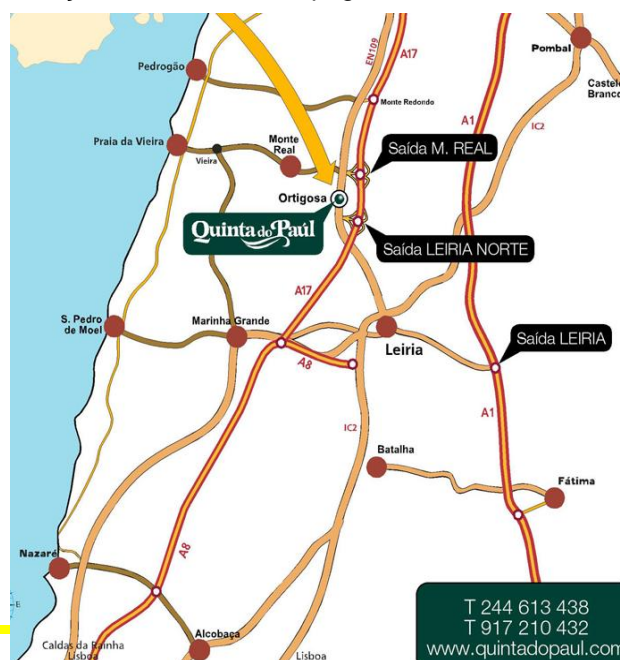 A17
EN109
Pombal
Pedrogão
Castelo
Branco
Monte Redondo
A1
IC2
Praia da Vieira
Vieira
Monte
Real
Saída M. REAL
Ortigosa
Quinta do Paúl
Saída LEIRIA NORTE
A17
S. Pedro
de Moel
Marinha Grande
Leiria
Saída LEIRIA
A8
A1
IC2
Batalha
Fátima
A8
Nazaré
E
Alcobaça
Caldas da Rainha
Lisboa
Lisboa
T 244 613 438
T 917 210 432
www.quintadopaul.com